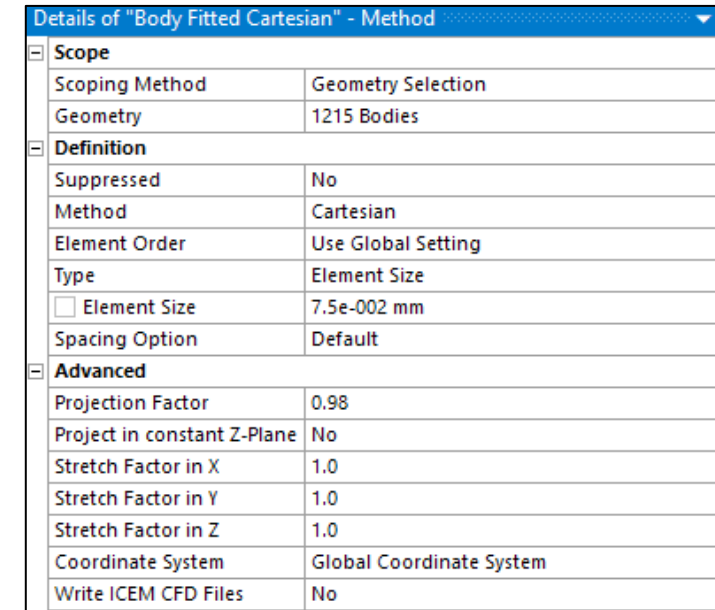 Details of "Body Fitted Cartesian" - Method
Scope
Scoping Method Geometry Selection
Geometry 1215 Bodies
Definition
Suppressed No
Method Cartesian
Element Order Use Global Setting
Type Element Size
Element Size 7.5e-002 mm
Spacing Option Default
Advanced
Projection Factor 0.98
Project in constant Z-Plane No
Stretch Factor in X 1.0
Stretch Factor in Y 1.0
Stretch Factor in Z 1.0
Coordinate System Global Coordinate System
Write ICEM CFD Files No